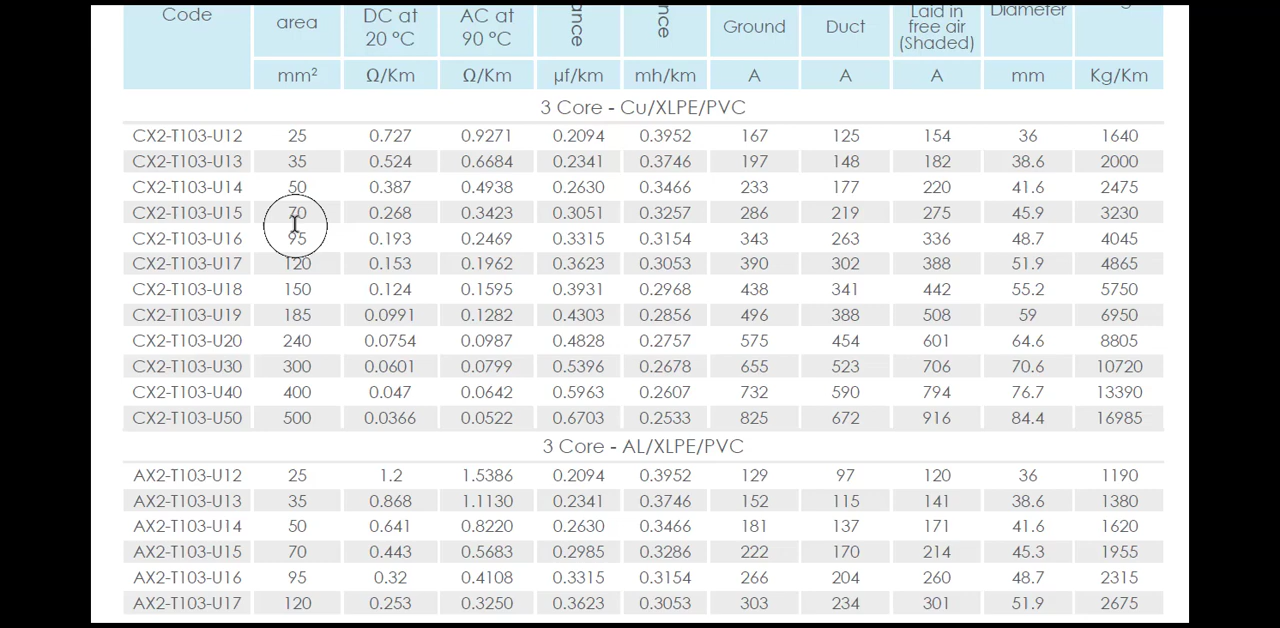 Code area DC at 20 °C AC at 90 °C ance nce Ground Duct Laid in free air (Shaded) Diameter
mm² Ω/Km Ω/Km µf/km mh/km A A A mm Kg/Km
3 Core - Cu/XLPE/PVC
CX2-T103-U12 25 0.727 0.9271 0.2094 0.3952 167 125 154 36 1640
CX2-T103-U13 35 0.524 0.6684 0.2341 0.3746 197 148 182 38.6 2000
CX2-T103-U14 50 0.387 0.4938 0.2630 0.3466 233 177 220 41.6 2475
CX2-T103-U15 70 0.268 0.3423 0.3051 0.3257 286 219 275 45.9 3230
CX2-T103-U16 95 0.193 0.2469 0.3315 0.3154 343 263 336 48.7 4045
CX2-T103-U17 120 0.153 0.1962 0.3623 0.3053 390 302 388 51.9 4865
CX2-T103-U18 150 0.124 0.1595 0.3931 0.2968 438 341 442 55.2 5750
CX2-T103-U19 185 0.0991 0.1282 0.4303 0.2856 496 388 508 59 6950
CX2-T103-U20 240 0.0754 0.0987 0.4828 0.2757 575 454 601 64.6 8805
CX2-T103-U30 300 0.0601 0.0799 0.5396 0.2678 655 523 706 70.6 10720
CX2-T103-U40 400 0.047 0.0642 0.5963 0.2607 732 590 794 76.7 13390
CX2-T103-U50 500 0.0366 0.0522 0.6703 0.2533 825 672 916 84.4 16985
3 Core - AL/XLPE/PVC
AX2-T103-U12 25 1.2 1.5386 0.2094 0.3952 129 97 120 36 1190
AX2-T103-U13 35 0.868 1.1130 0.2341 0.3746 152 115 141 38.6 1380
AX2-T103-U14 50 0.641 0.8220 0.2630 0.3466 181 137 171 41.6 1620
AX2-T103-U15 70 0.443 0.5683 0.2985 0.3286 222 170 214 45.3 1955
AX2-T103-U16 95 0.32 0.4108 0.3315 0.3154 266 204 260 48.7 2315
AX2-T103-U17 120 0.253 0.3250 0.3623 0.3053 303 234 301 51.9 2675